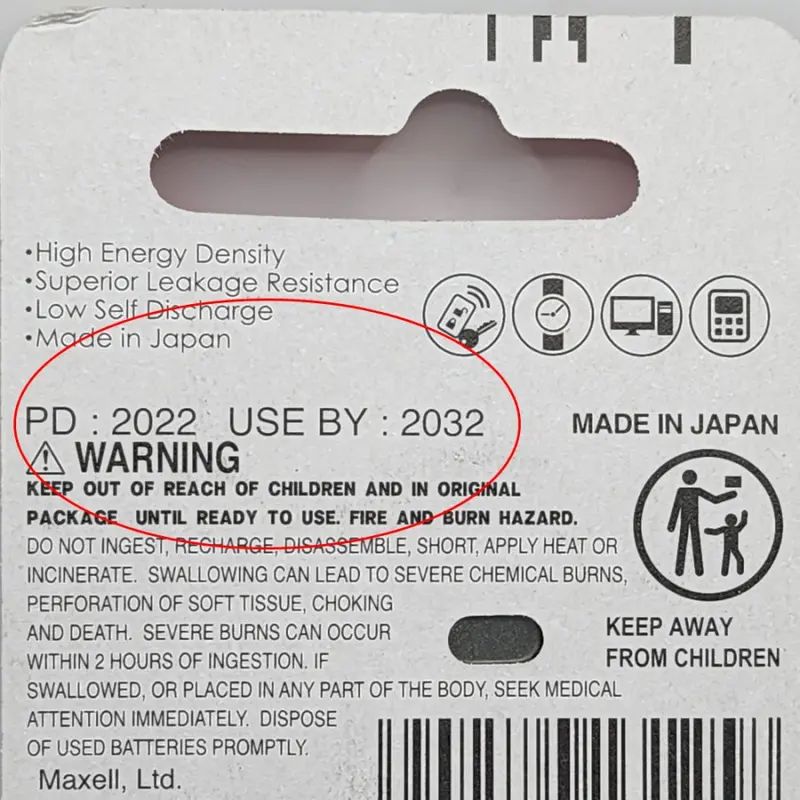 •High Energy Density
•Superior Leakage Resistance
•Low Self Discharge
•Made in Japan
PD : 2022 USE BY : 2032
MADE IN JAPAN
⚠ WARNING
KEEP OUT OF REACH OF CHILDREN AND IN ORIGINAL
PACKAGE UNTIL READY TO USE. FIRE AND BURN HAZARD.
DO NOT INGEST, RECHARGE, DISASSEMBLE, SHORT, APPLY HEAT OR
INCINERATE. SWALLOWING CAN LEAD TO SEVERE CHEMICAL BURNS,
PERFORATION OF SOFT TISSUE, CHOKING
AND DEATH. SEVERE BURNS CAN OCCUR
WITHIN 2 HOURS OF INGESTION. IF
SWALLOWED, OR PLACED IN ANY PART OF THE BODY, SEEK MEDICAL
ATTENTION IMMEDIATELY. DISPOSE
OF USED BATTERIES PROMPTLY.
KEEP AWAY
FROM CHILDREN
Maxell, Ltd.